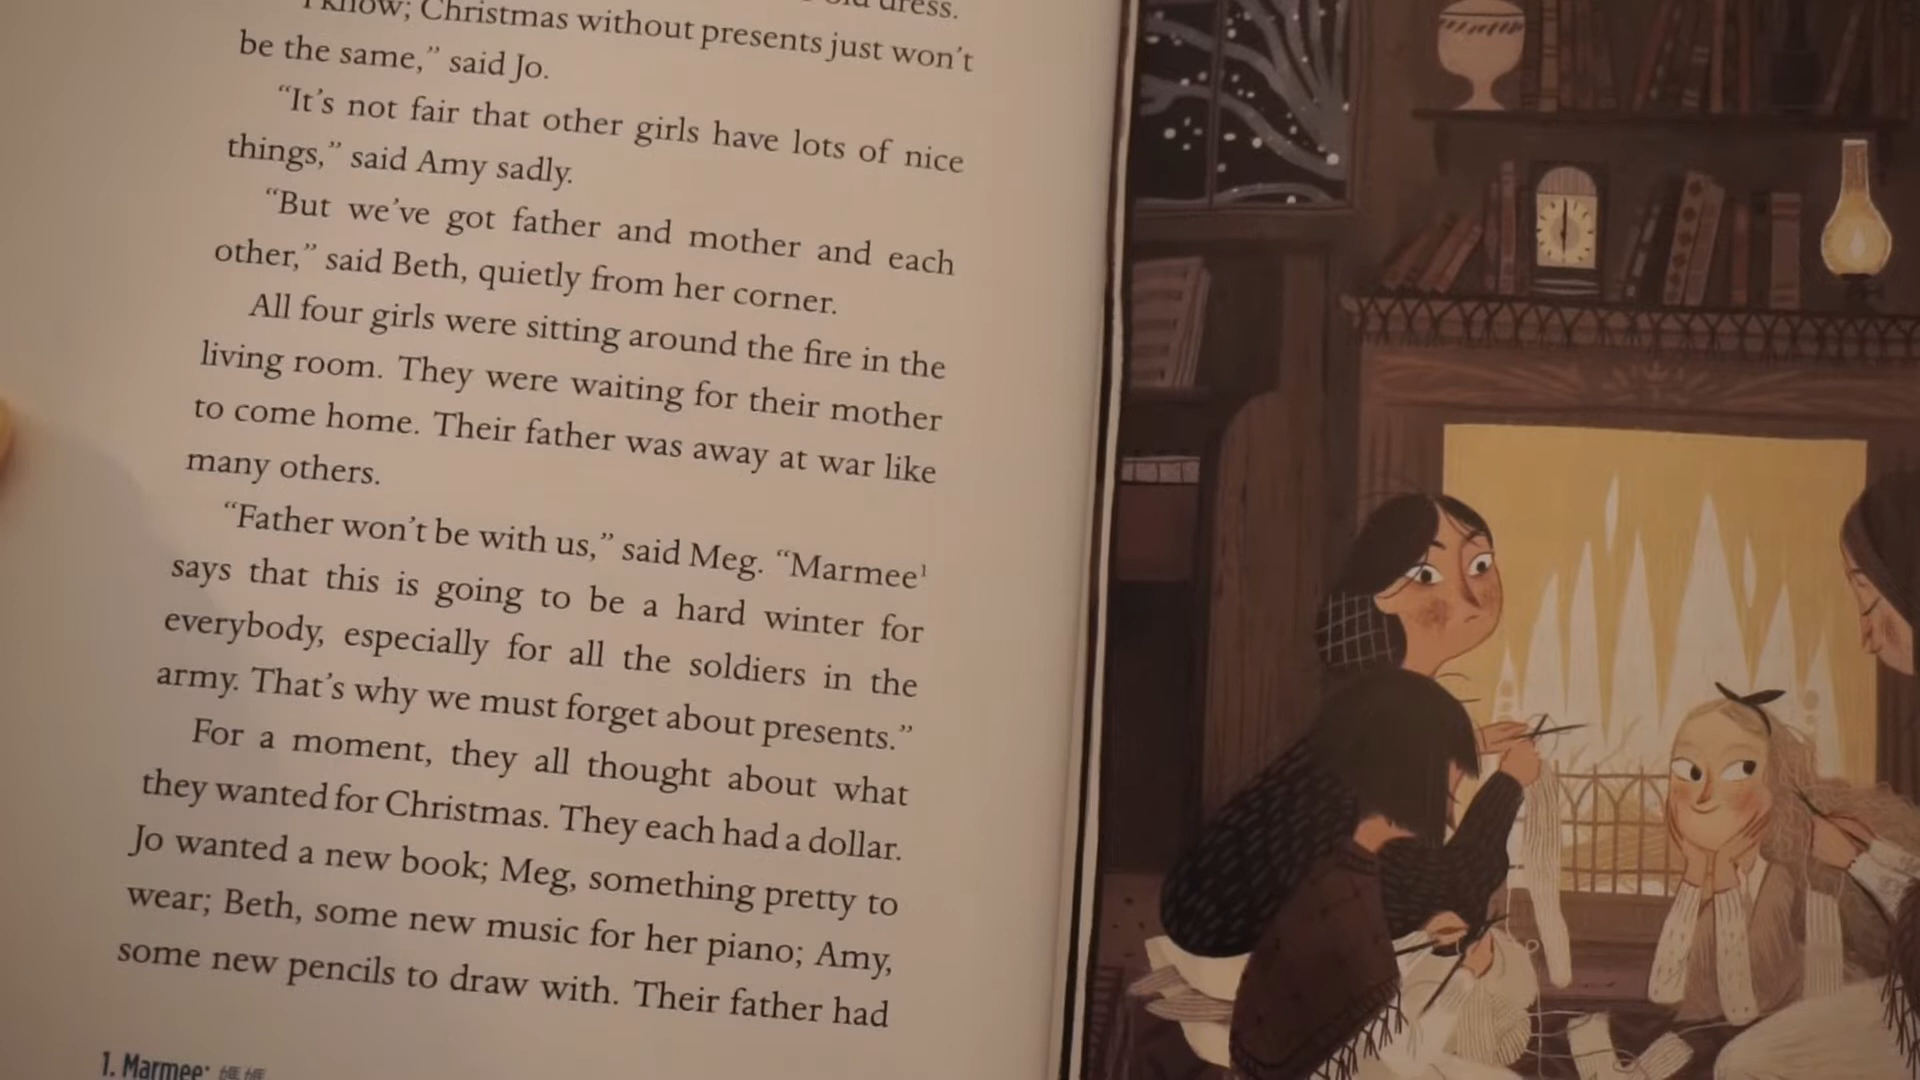 dress.
know; Christmas without presents just won't
be the same," said Jo.
"It's not fair that other girls have lots of nice
things," said Amy sadly.
"But we've got father and mother and each
other," said Beth, quietly from her corner.
All four girls were sitting around the fire in the
living room. They were waiting for their mother
to come home. Their father was away at war like
many others.
"Father won't be with us," said Meg. "Marmee¹
says that this is going to be a hard winter for
everybody, especially for all the soldiers in the
army. That's why we must forget about presents."
For a moment, they all thought about what
they wanted for Christmas. They each had a dollar.
Jo wanted a new book; Meg, something pretty to
wear; Beth, some new music for her piano; Amy,
some new pencils to draw with. Their father had
1. Marmee: